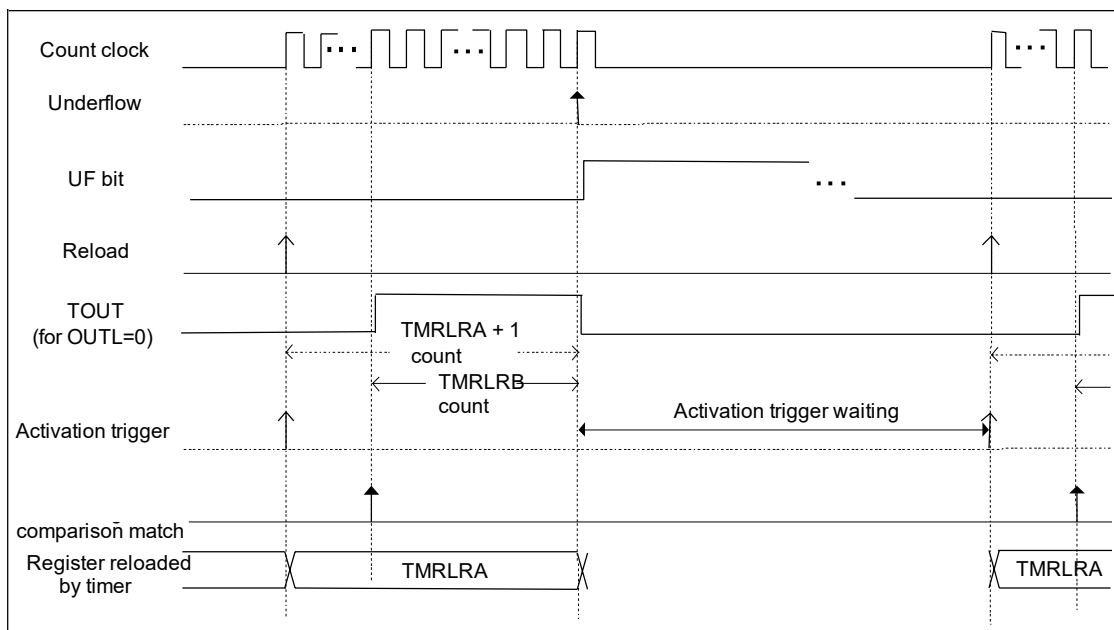 Count clock
Underflow
UF bit
Reload
TOUT
(for OUTL=0)
TMRLRA + 1
count
TMRLRB
count
Activation trigger waiting
Activation trigger
comparison match
Register reloaded
by timer
TMRLRA
TMRLRA